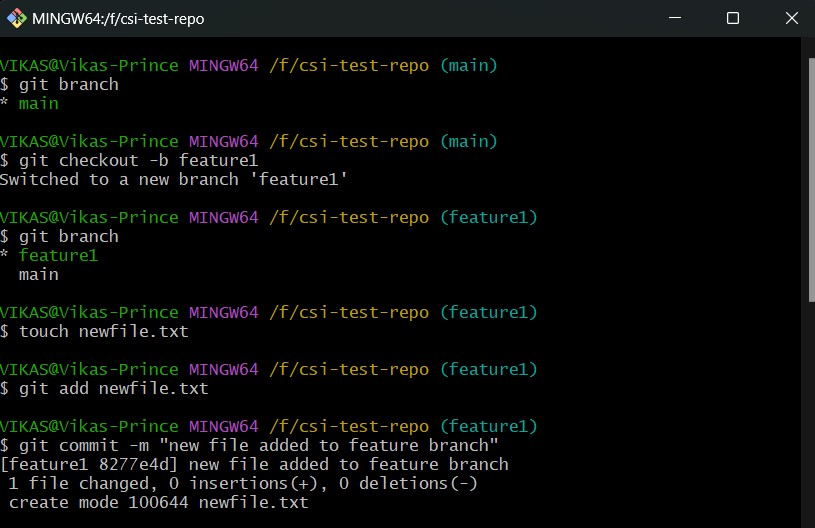 MINGW64:/f/csi-test-repo
VIKAS@Vikas-Prince MINGW64 /f/csi-test-repo (main)
$ git branch
* main
VIKAS@Vikas-Prince MINGW64 /f/csi-test-repo (main)
$ git checkout -b feature1
Switched to a new branch 'feature1'
VIKAS@Vikas-Prince MINGW64 /f/csi-test-repo (feature1)
$ git branch
* feature1
  main
VIKAS@Vikas-Prince MINGW64 /f/csi-test-repo (feature1)
$ touch newfile.txt
VIKAS@Vikas-Prince MINGW64 /f/csi-test-repo (feature1)
$ git add newfile.txt
VIKAS@Vikas-Prince MINGW64 /f/csi-test-repo (feature1)
$ git commit -m "new file added to feature branch"
[feature1 8277e4d] new file added to feature branch
 1 file changed, 0 insertions(+), 0 deletions(-)
 create mode 100644 newfile.txt